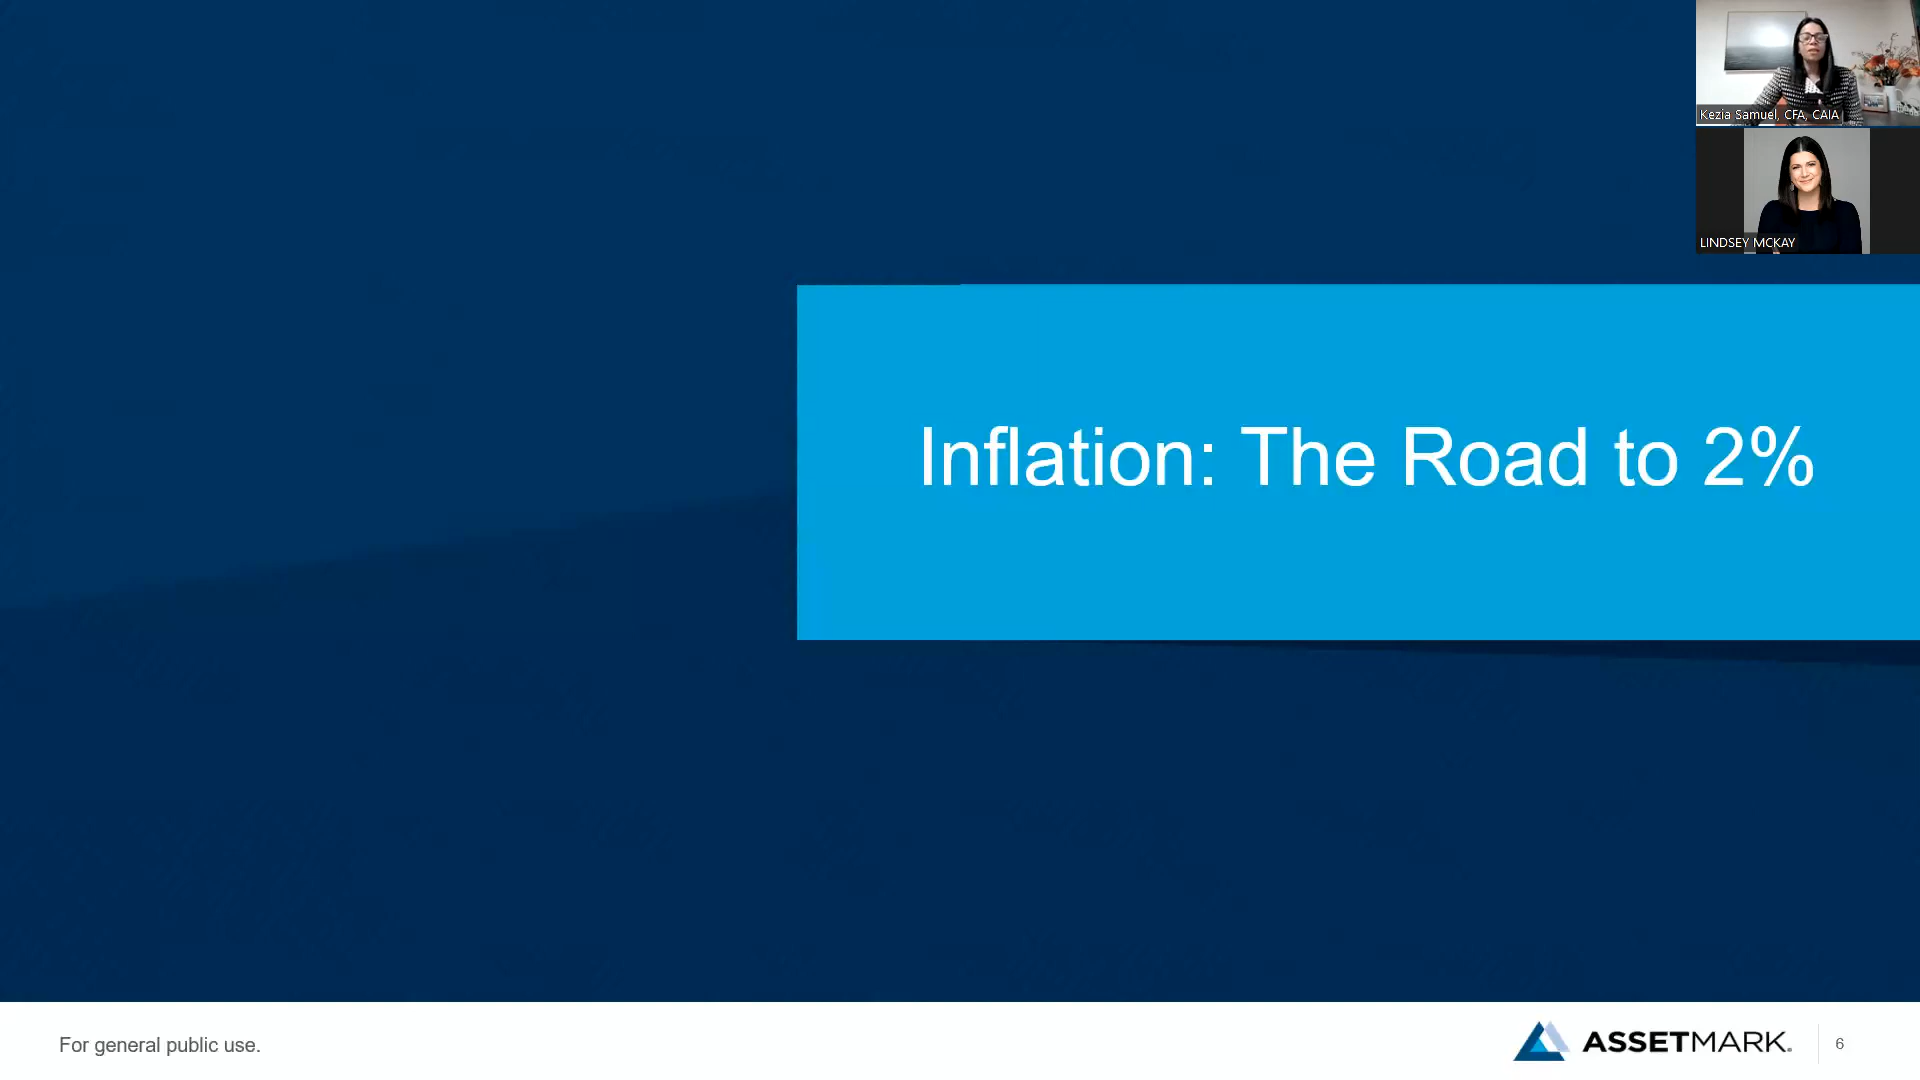 Kezia Samuel, CFA, CAIA
LINDSEY MCKAY
Inflation: The Road to 2%
For general public use.
ASSETMARK.
6